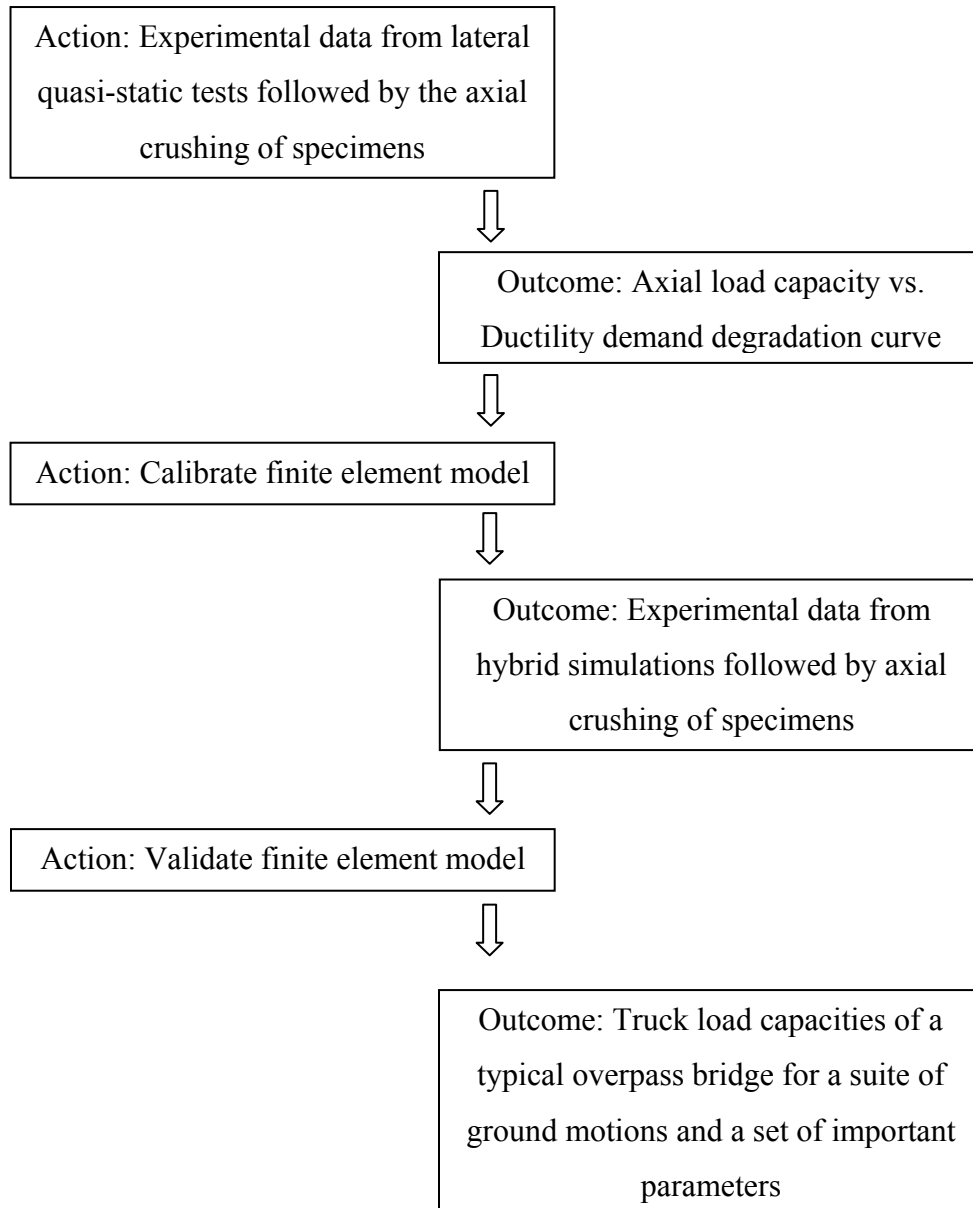 Action: Experimental data from lateral
quasi-static tests followed by the axial
crushing of specimens
Outcome: Axial load capacity vs.
Ductility demand degradation curve
Action: Calibrate finite element model
Outcome: Experimental data from
hybrid simulations followed by axial
crushing of specimens
Action: Validate finite element model
Outcome: Truck load capacities of a
typical overpass bridge for a suite of
ground motions and a set of important
parameters